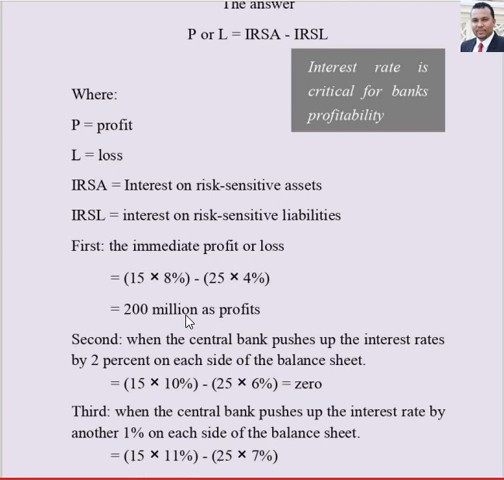 The answer
P or L = IRSA - IRSL
Interest rate is
critical for banks
profitability
Where:
P = profit
L = loss
IRSA = Interest on risk-sensitive assets
IRSL = interest on risk-sensitive liabilities
First: the immediate profit or loss
= (15 × 8%) - (25 × 4%)
= 200 million as profits
Second: when the central bank pushes up the interest rates
by 2 percent on each side of the balance sheet.
= (15 × 10%) - (25 × 6%) = zero
Third: when the central bank pushes up the interest rate by
another 1% on each side of the balance sheet.
= (15 × 11%) - (25 × 7%)